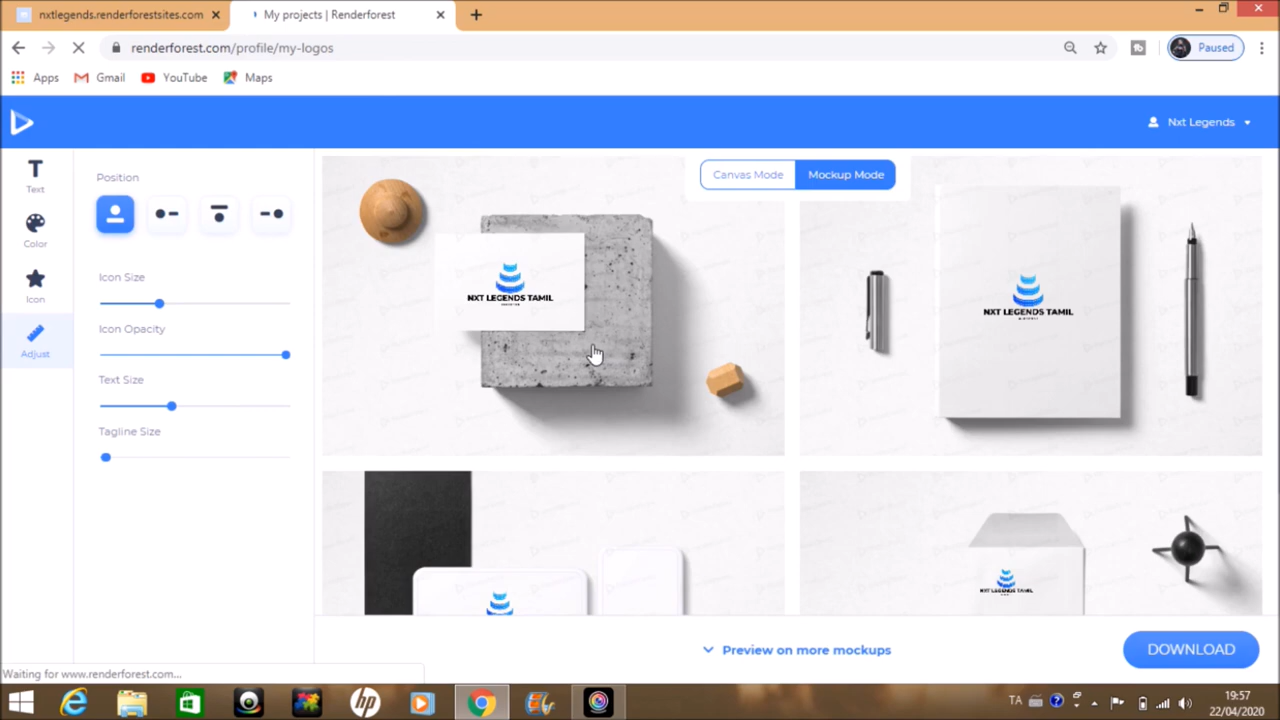 nxtlegends.renderforestsites.com
My projects | Renderforest
renderforest.com/profile/my-logos
Paused
Apps
Gmail
YouTube
Maps
Nxt Legends
Text
Color
Icon
Adjust
Position
Icon Size
Icon Opacity
Text Size
Tagline Size
Canvas Mode
Mockup Mode
NXT LEGENDS TAMIL
NXT LEGENDS TAMIL
NXT LEGENDS TAMIL
Preview on more mockups
DOWNLOAD
Waiting for www.renderforest.com...
TA
19:57
22/04/2020